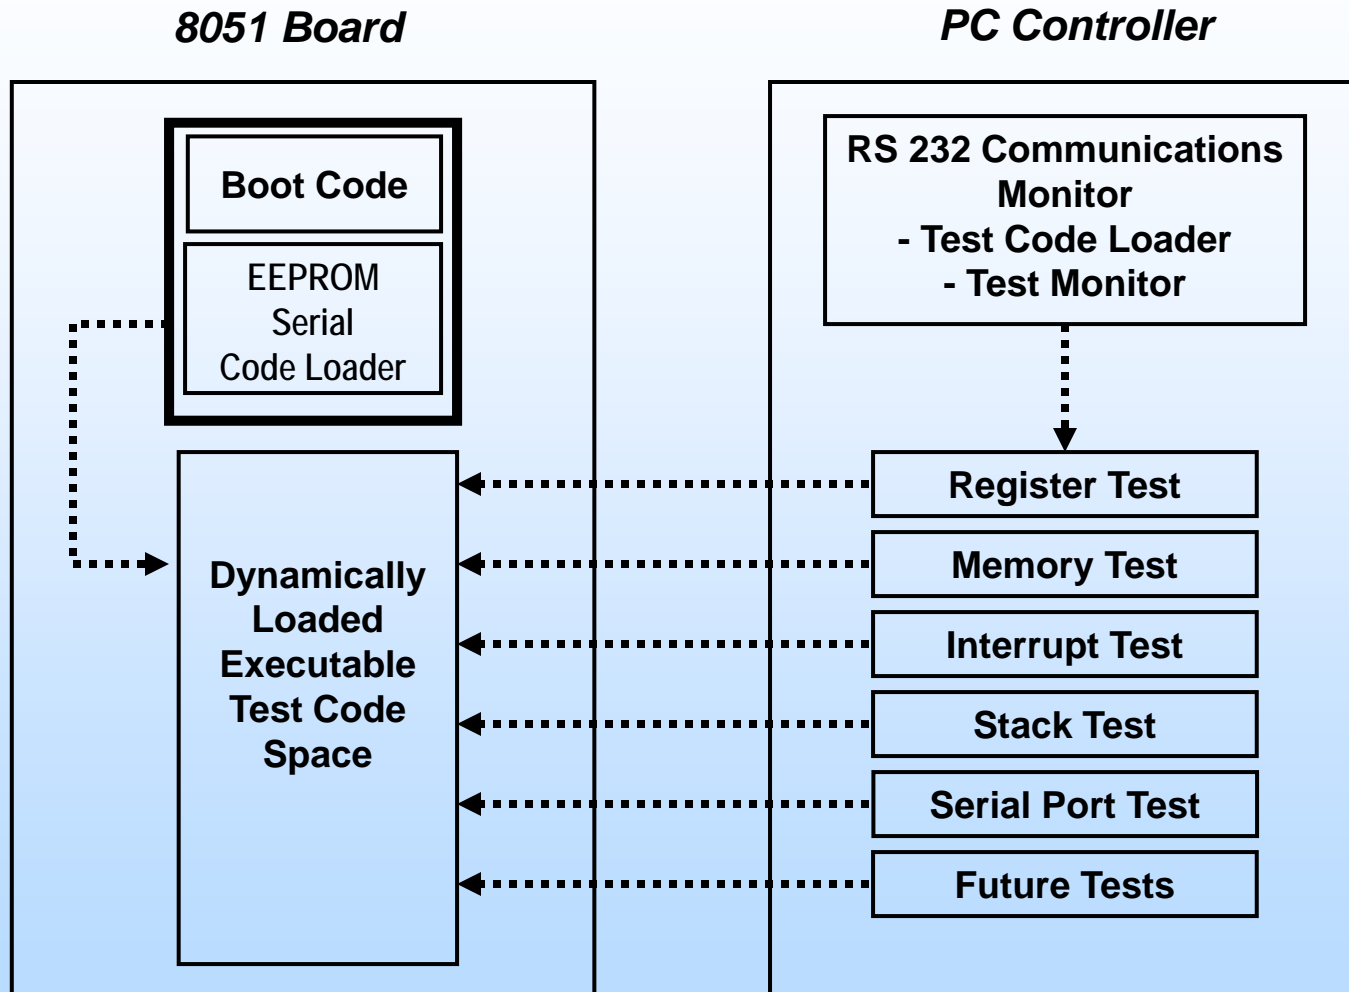 8051 Board
PC Controller
Boot Code
EEPROM
Serial
Code Loader
Dynamically
Loaded
Executable
Test Code
Space
RS 232 Communications
Monitor
- Test Code Loader
- Test Monitor
Register Test
Memory Test
Interrupt Test
Stack Test
Serial Port Test
Future Tests